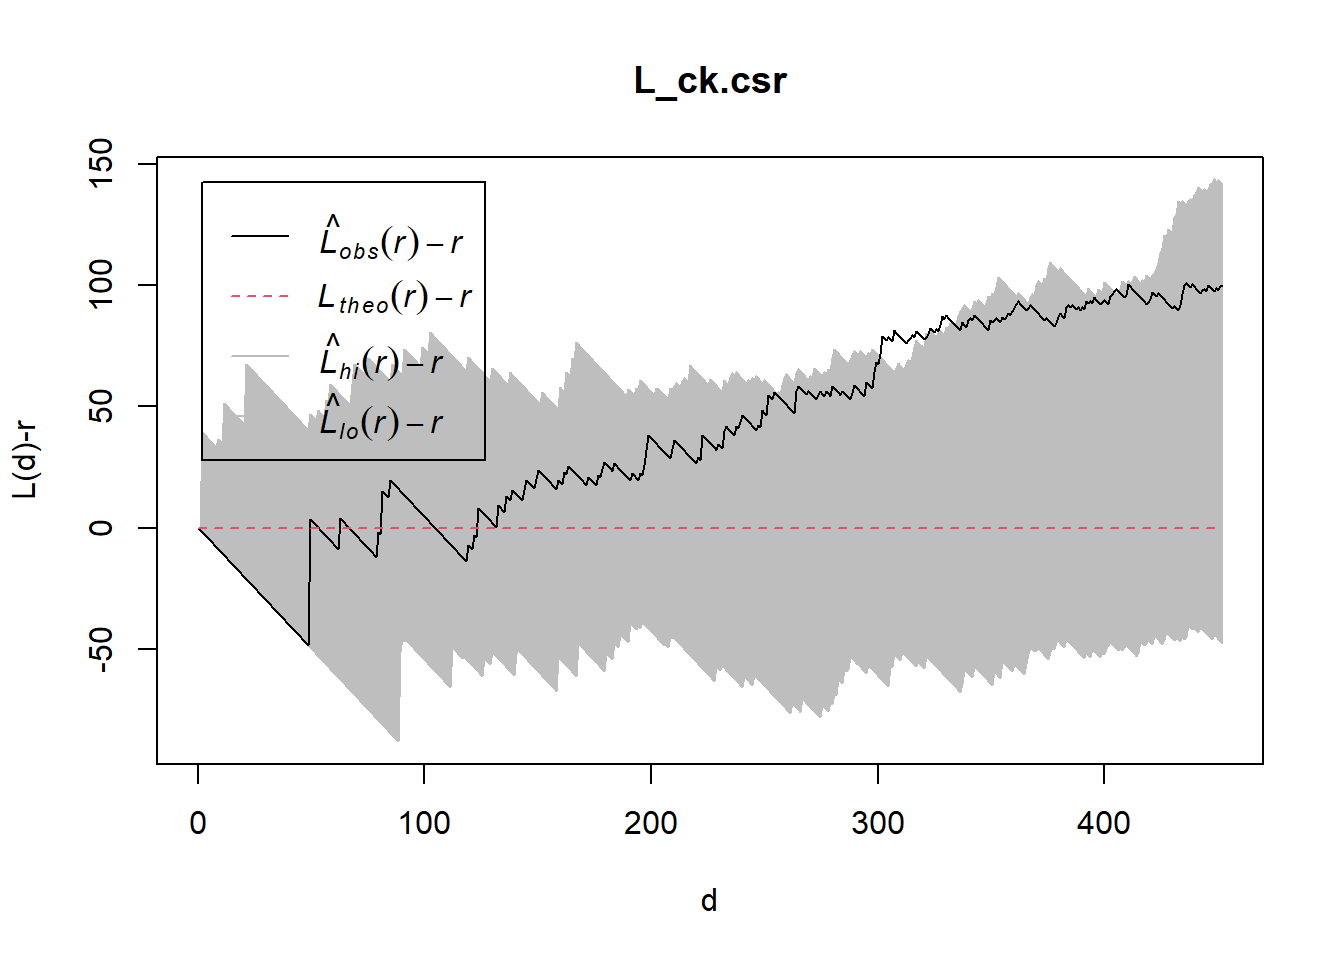 L_ck.csr
L(d)-r
150
100
50
0
-50
L̂obs(r) − r
Ltheo(r) − r
L̂hi(r) − r
L̂lo(r) − r
0 100 200 300 400
d